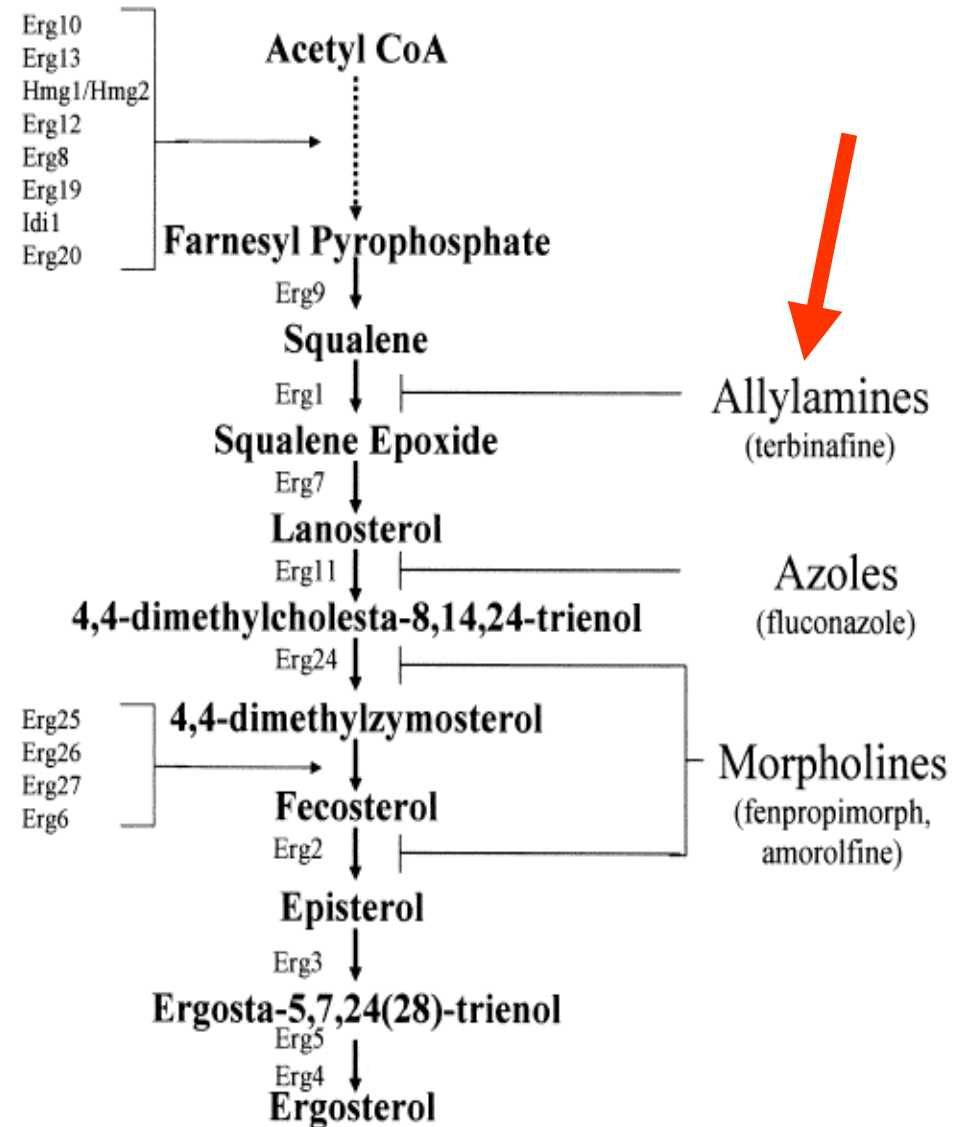 Erg10
Erg13
Hmg1/Hmg2
Erg12
Erg8
Erg19
Idi1
Erg20
Acetyl CoA
Farnesyl Pyrophosphate
Erg9
Squalene
Erg1
Allylamines
(terbinafine)
Squalene Epoxide
Erg7
Lanosterol
Erg11
Azoles
(fluconazole)
4,4-dimethylcholesta-8,14,24-trienol
Erg24
4,4-dimethylzymosterol
Erg25
Erg26
Erg27
Erg6
Morpholines
(fenpropimorph,
amorolfine)
Fecosterol
Erg2
Episterol
Erg3
Ergosta-5,7,24(28)-trienol
Erg5
Erg4
Ergosterol